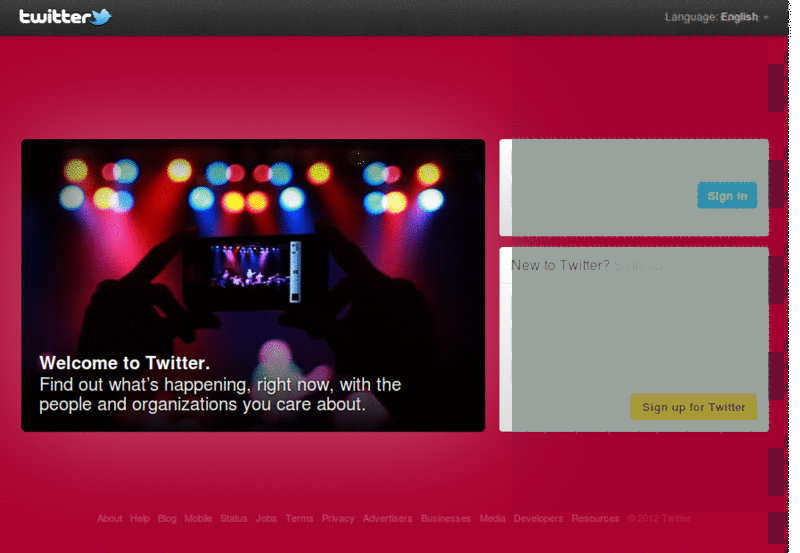 twitter
Language: English
Welcome to Twitter.
Find out what's happening, right now, with the
people and organizations you care about.
Sign in
New to Twitter? Sign up
Sign up for Twitter
About Help Blog Mobile Status Jobs Terms Privacy Advertisers Businesses Media Developers Resources © 2012 Twitter